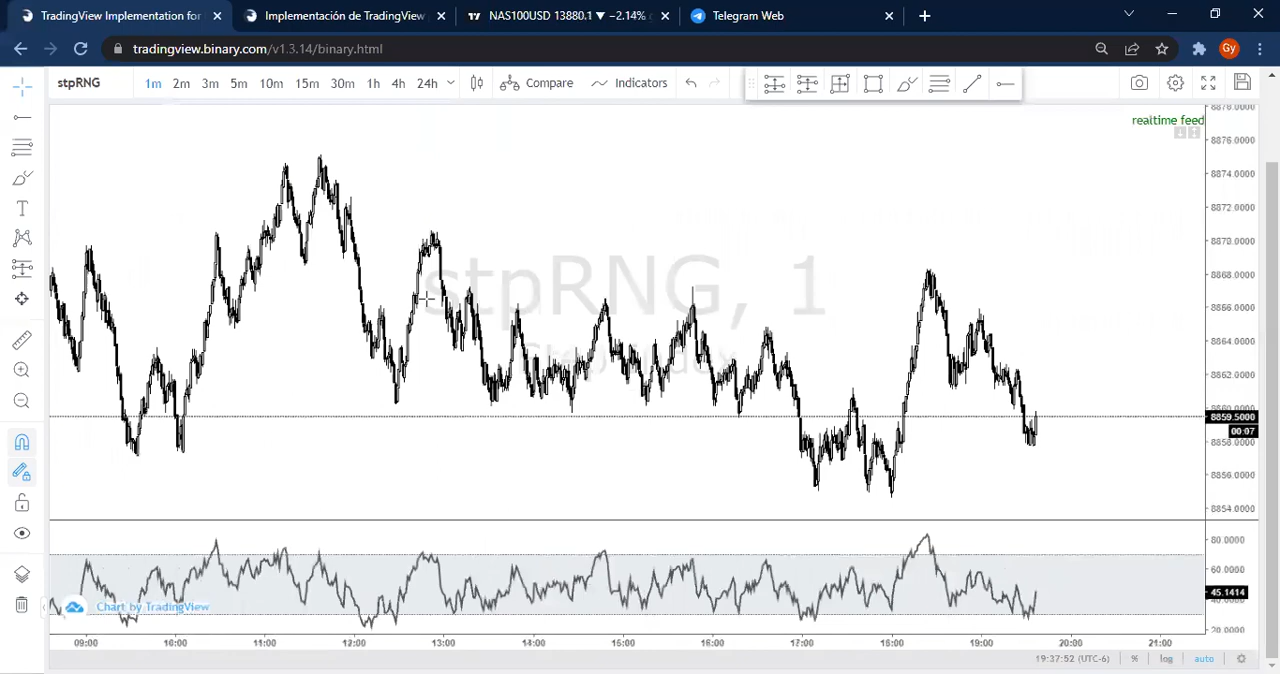 TradingView Implementation for
Implementación de TradingView
NAS100USD 13880.1 ▼ −2.14%
Telegram Web
tradingview.binary.com/v1.3.14/binary.html
Gy
stpRNG
1m 2m 3m 5m 10m 15m 30m 1h 4h 24h
Compare
Indicators
realtime feed
stpRNG, 1
Step Index
8878.0000
8876.0000
8874.0000
8872.0000
8870.0000
8868.0000
8866.0000
8864.0000
8862.0000
8860.0000
8859.5000
00:07
8858.0000
8856.0000
8854.0000
80.0000
60.0000
45.1414
40.0000
20.0000
Chart by TradingView
09:00 10:00 11:00 12:00 13:00 14:00 15:00 16:00 17:00 18:00 19:00 20:00 21:00
19:37:52 (UTC-6) % log auto